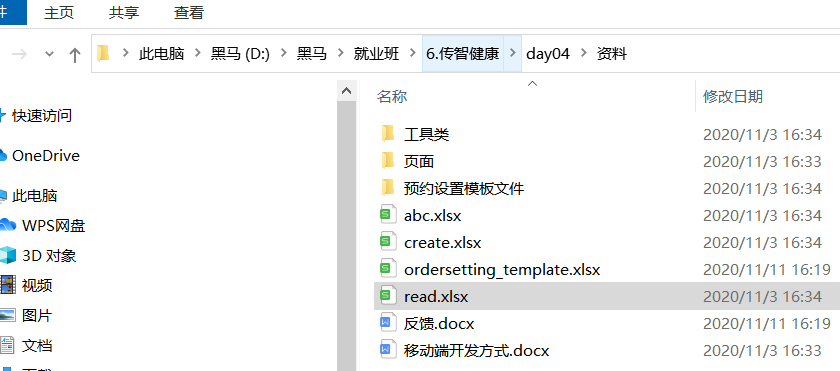 件 主页 共享 查看
此电脑 黑马 (D:) 黑马 就业班 6.传智健康 day04 资料
名称 修改日期
快速访问
OneDrive
此电脑
WPS网盘
3D 对象
视频
图片
文档
下载
工具类 2020/11/3 16:34
页面 2020/11/3 16:33
预约设置模板文件 2020/11/3 16:34
abc.xlsx 2020/11/3 16:34
create.xlsx 2020/11/3 16:34
ordersetting_template.xlsx 2020/11/11 16:19
read.xlsx 2020/11/3 16:34
反馈.docx 2020/11/11 16:19
移动端开发方式.docx 2020/11/3 16:33